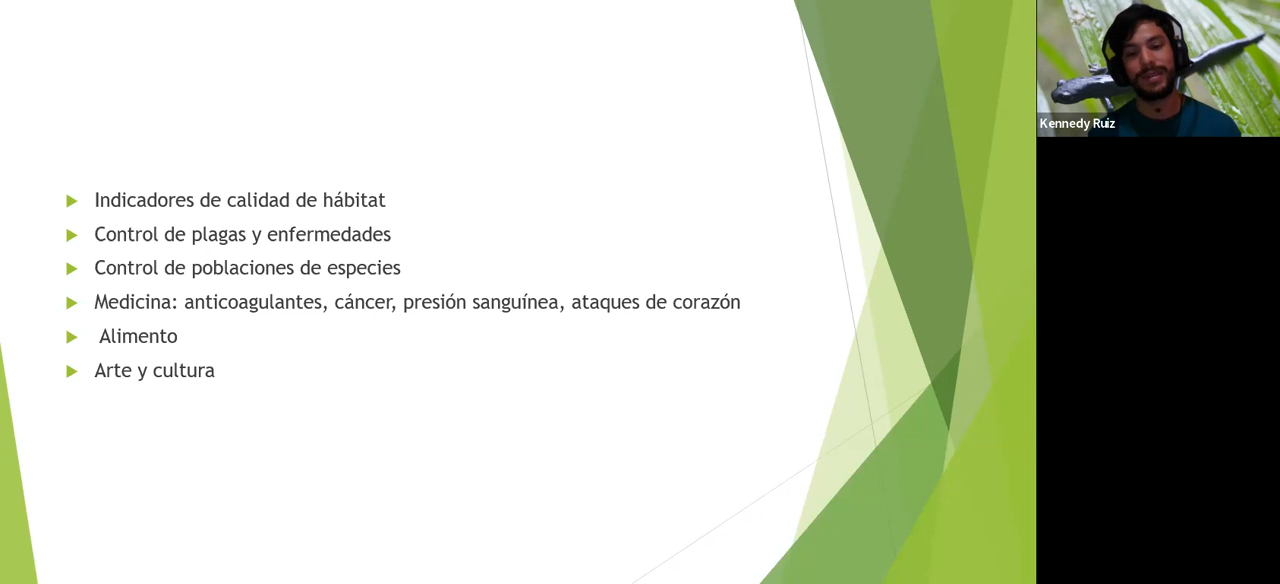 Indicadores de calidad de hábitat
Control de plagas y enfermedades
Control de poblaciones de especies
Medicina: anticoagulantes, cáncer, presión sanguínea, ataques de corazón
Alimento
Arte y cultura
Kennedy Ruiz